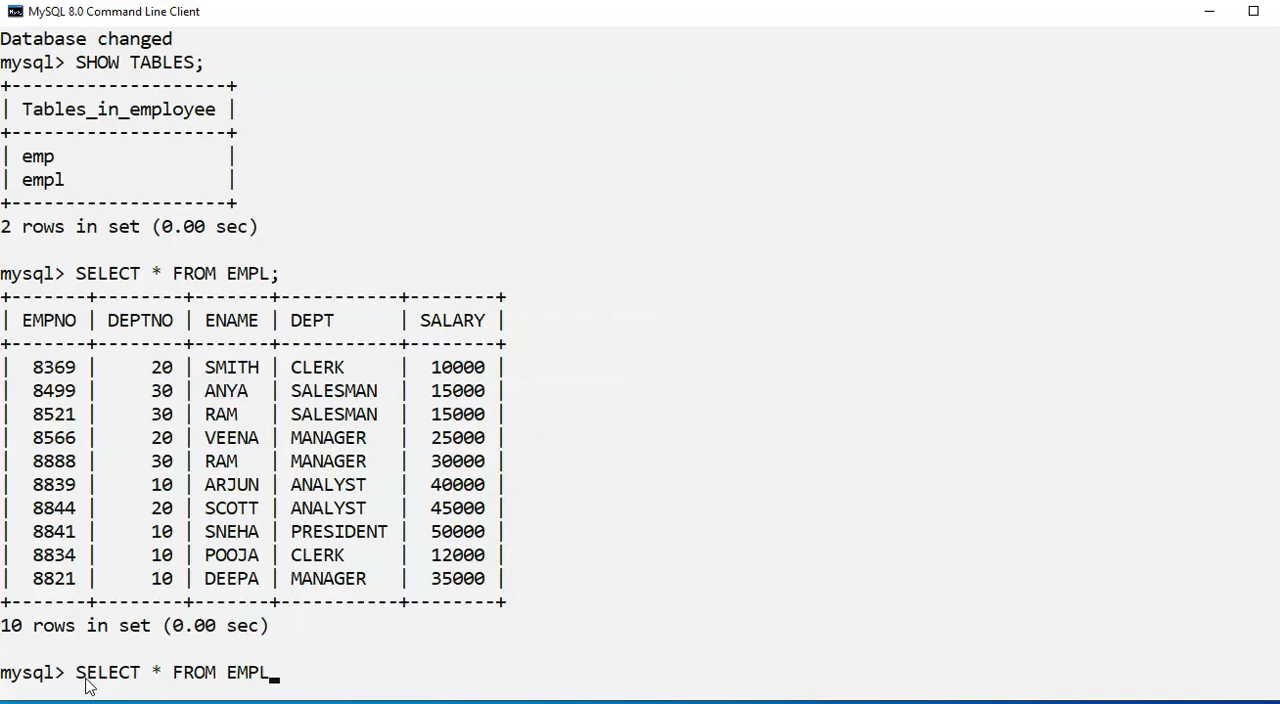 MySQL 8.0 Command Line Client
Database changed
mysql> SHOW TABLES;
+--------------------+
| Tables_in_employee |
+--------------------+
| emp                |
| empl               |
+--------------------+
2 rows in set (0.00 sec)
mysql> SELECT * FROM EMPL;
+-------+--------+-------+-----------+--------+
| EMPNO | DEPTNO | ENAME | DEPT      | SALARY |
+-------+--------+-------+-----------+--------+
|  8369 |     20 | SMITH | CLERK     |  10000 |
|  8499 |     30 | ANYA  | SALESMAN  |  15000 |
|  8521 |     30 | RAM   | SALESMAN  |  15000 |
|  8566 |     20 | VEENA | MANAGER   |  25000 |
|  8888 |     30 | RAM   | MANAGER   |  30000 |
|  8839 |     10 | ARJUN | ANALYST   |  40000 |
|  8844 |     20 | SCOTT | ANALYST   |  45000 |
|  8841 |     10 | SNEHA | PRESIDENT |  50000 |
|  8834 |     10 | POOJA | CLERK     |  12000 |
|  8821 |     10 | DEEPA | MANAGER   |  35000 |
+-------+--------+-------+-----------+--------+
10 rows in set (0.00 sec)
mysql> SELECT * FROM EMPL